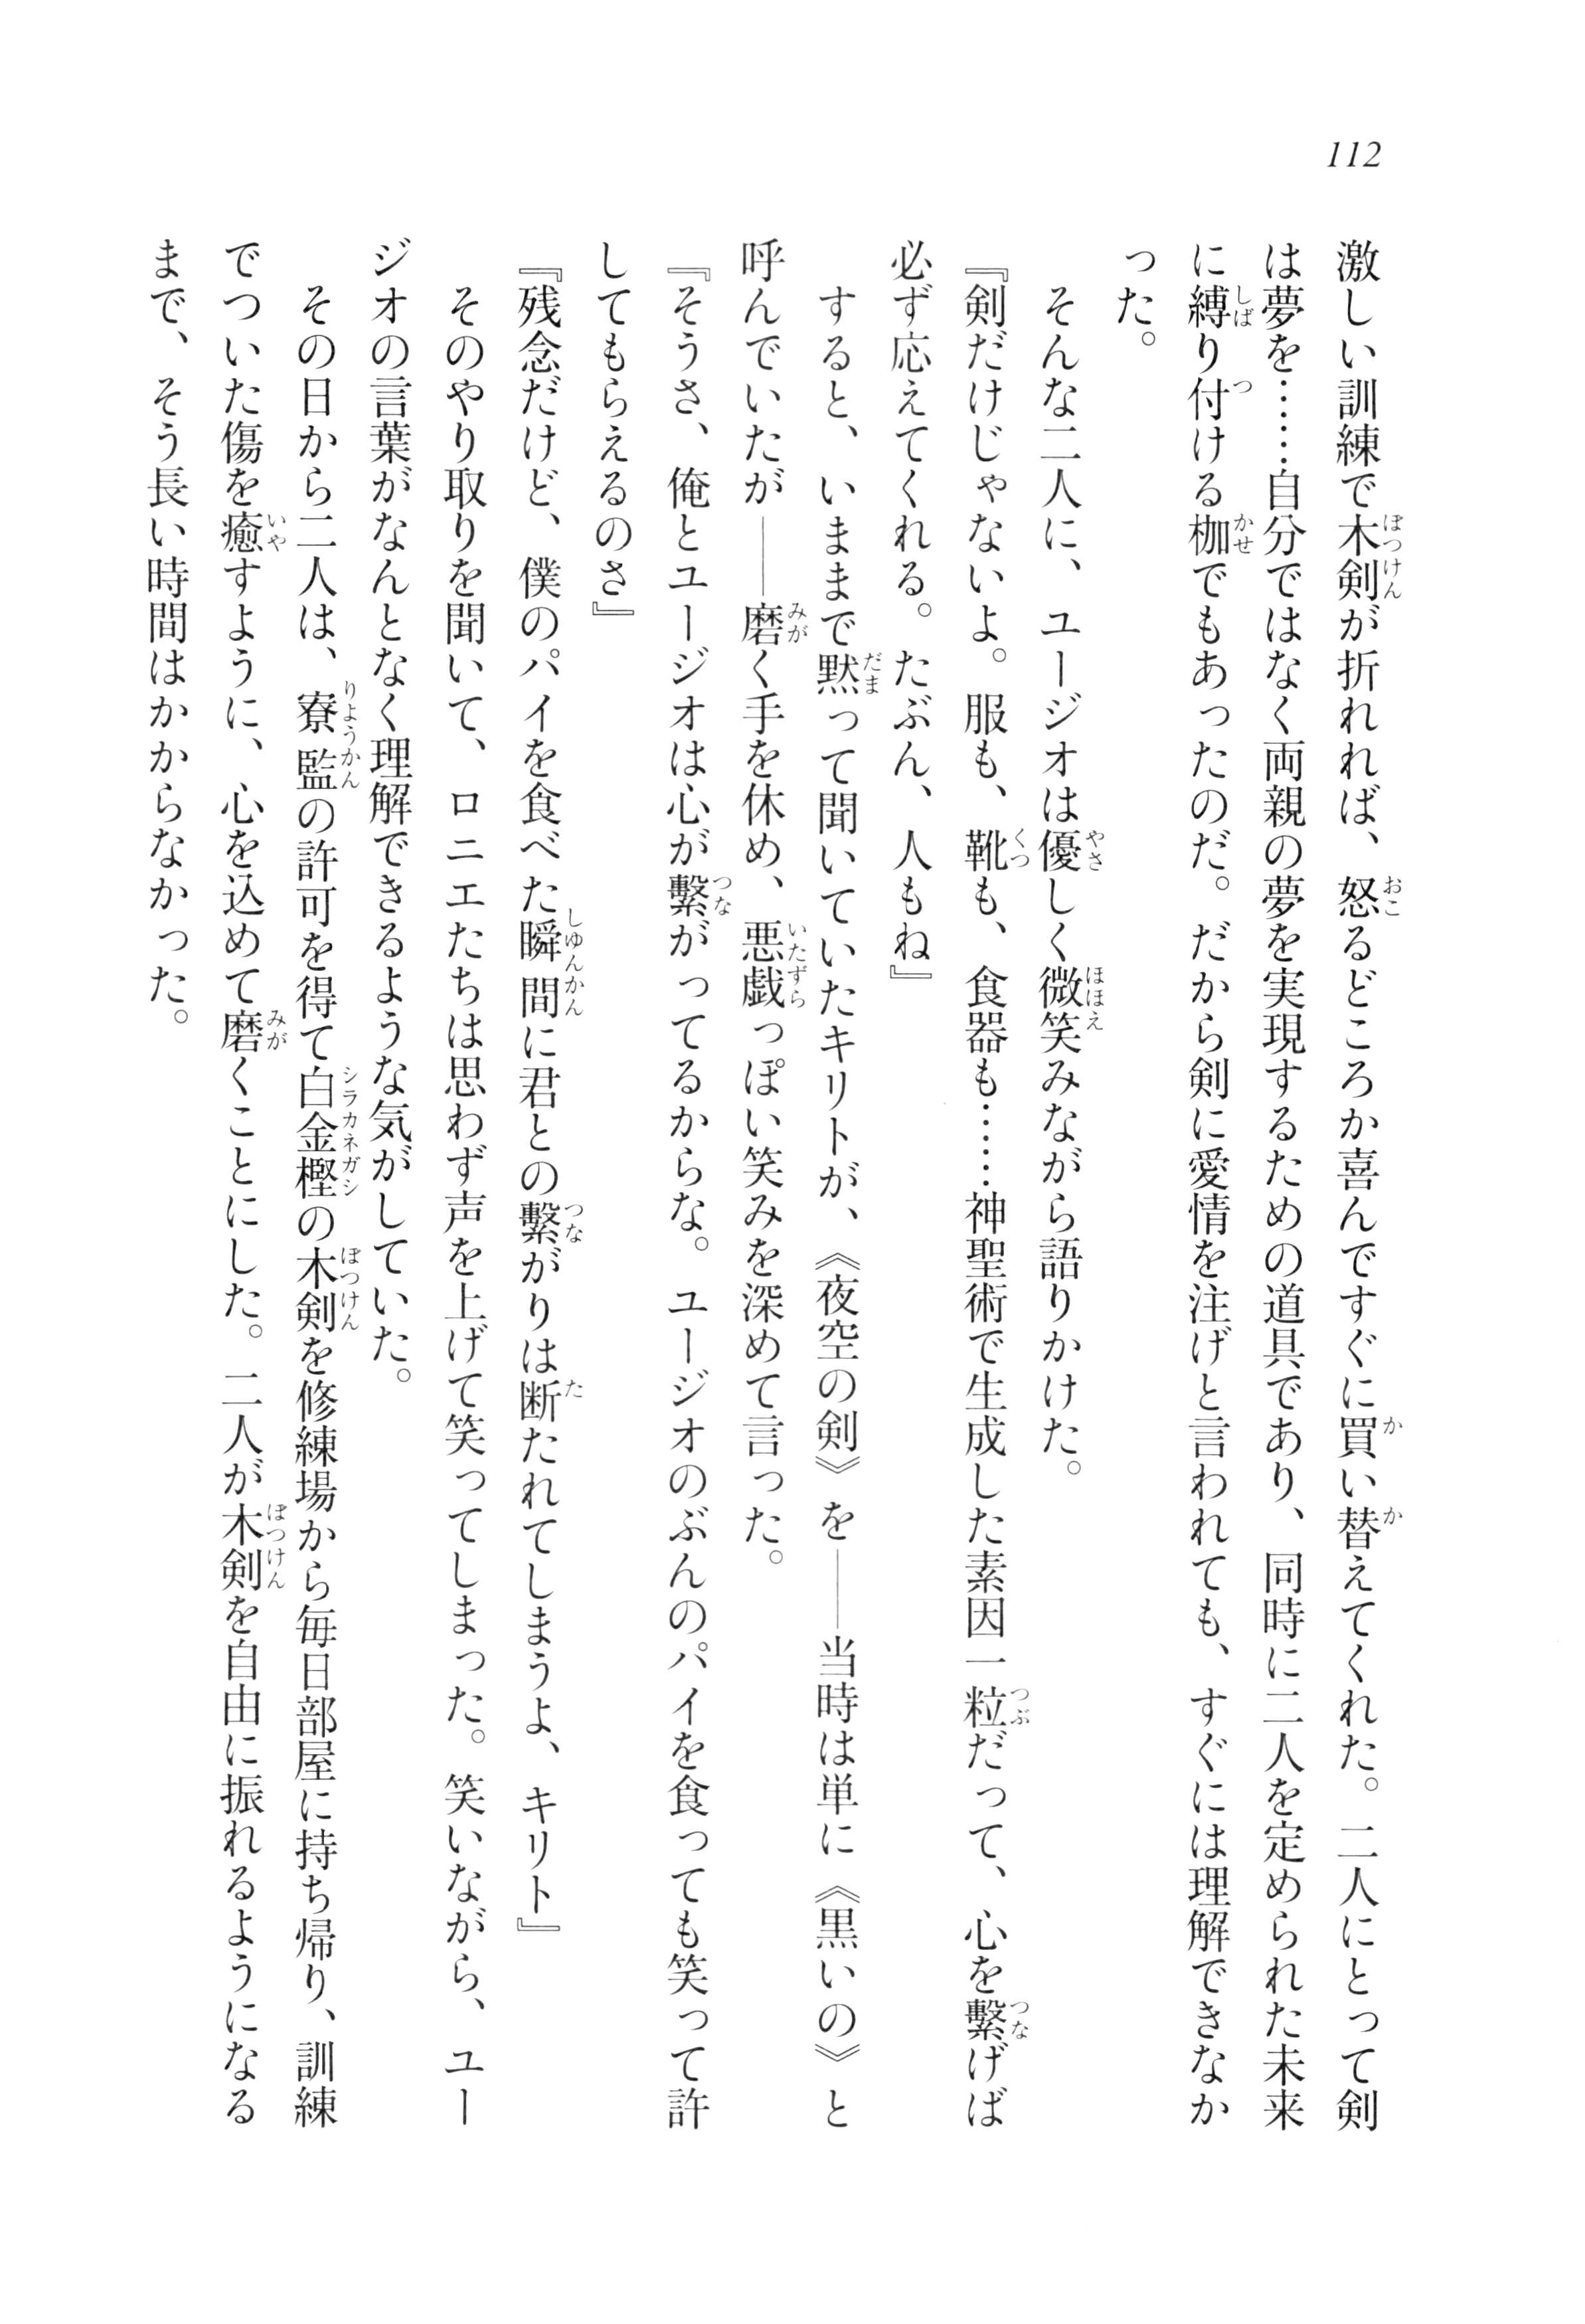 112
激しい訓練で木剣が折れれば、怒るどころか喜んですぐに買い替えてくれた。二人にとって剣
は夢を……自分ではなく両親の夢を実現するための道具であり、同時に二人を定められた未来
に縛り付ける枷でもあったのだ。だから剣に愛情を注げと言われても、すぐには理解できなか
った。
　そんな二人に、ユージオは優しく微笑みながら語りかけた。
『剣だけじゃないよ。服も、靴も、食器も……神聖術で生成した素因一粒だって、心を繫げば
必ず応えてくれる。たぶん、人もね』
　すると、いままで黙って聞いていたキリトが、《夜空の剣》を――当時は単に《黒いの》と
呼んでいたが――磨く手を休め、悪戯っぽい笑みを深めて言った。
『そうさ、俺とユージオは心が繫がってるからな。ユージオのぶんのパイを食っても笑って許
してもらえるのさ』
『残念だけど、僕のパイを食べた瞬間に君との繫がりは断たれてしまうよ、キリト』
　そのやり取りを聞いて、ロニエたちは思わず声を上げて笑ってしまった。笑いながら、ユー
ジオの言葉がなんとなく理解できるような気がしていた。
　その日から二人は、寮監の許可を得て白金樫の木剣を修練場から毎日部屋に持ち帰り、訓練
でついた傷を癒すように、心を込めて磨くことにした。二人が木剣を自由に振れるようになる
まで、そう長い時間はかからなかった。